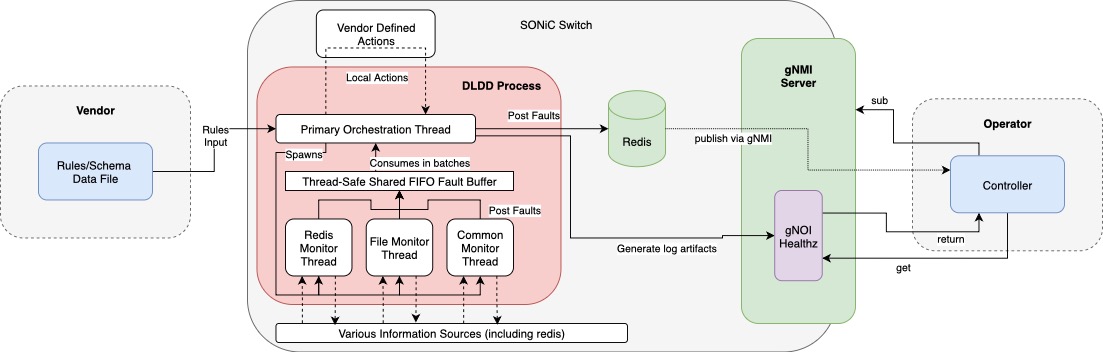 SONiC Switch
Vendor Defined
Actions
Local Actions
DLDD Process
gNMI
Server
Vendor
Rules/Schema
Data File
Rules
Input
Primary Orchestration Thread
Post Faults
Redis
publish via gNMI
sub
Operator
Controller
Spawns
Consumes in batches
Thread-Safe Shared FIFO Fault Buffer
Post Faults
Redis
Monitor
Thread
File Monitor
Thread
Common
Monitor
Thread
Generate log artifacts
gNOI
Healthz
return
get
Various Information Sources (including redis)